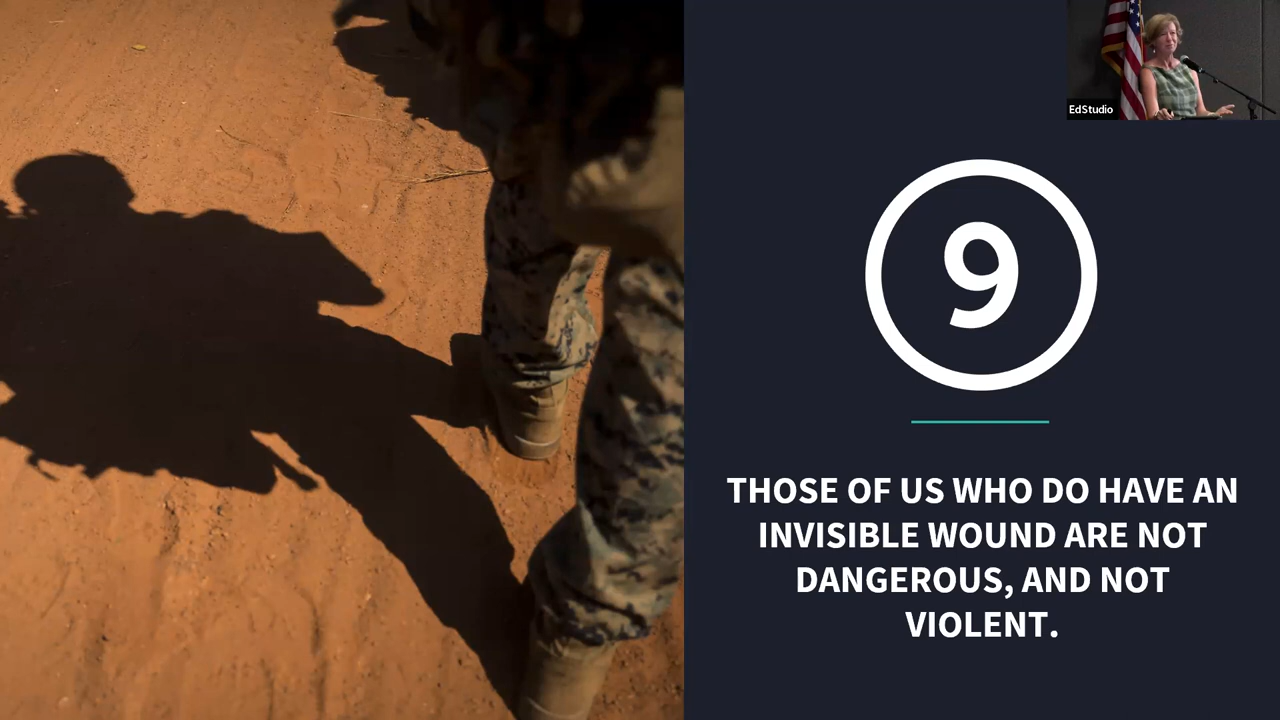 EdStudio
9
THOSE OF US WHO DO HAVE AN
INVISIBLE WOUND ARE NOT
DANGEROUS, AND NOT
VIOLENT.